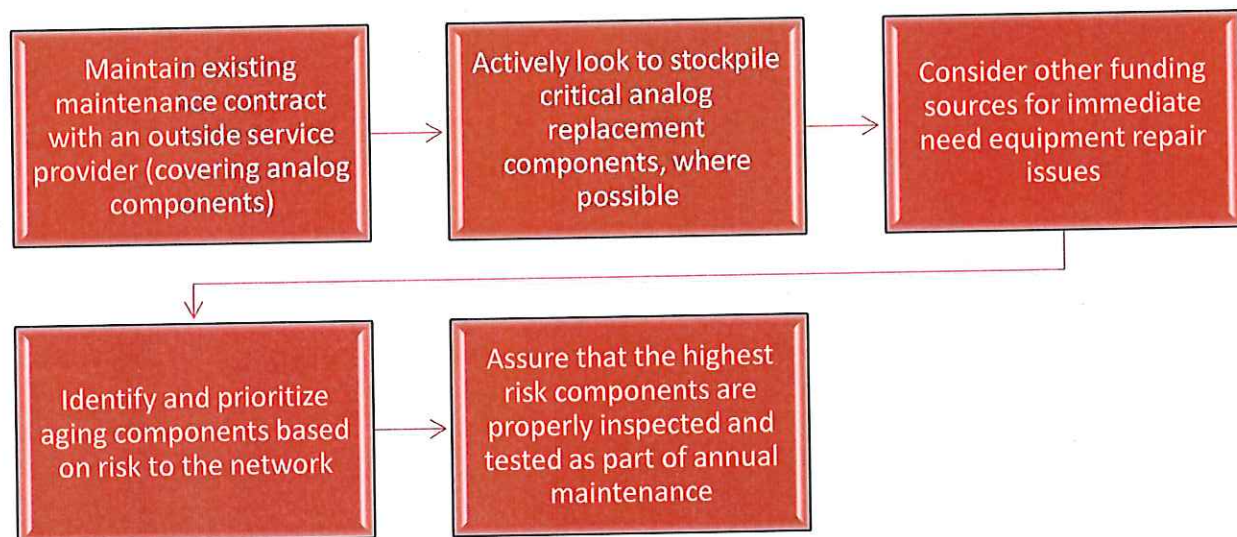 Maintain existing
maintenance contract
with an outside service
provider (covering analog
components)
Actively look to stockpile
critical analog
replacement
components, where
possible
Consider other funding
sources for immediate
need equipment repair
issues
Identify and prioritize
aging components based
on risk to the network
Assure that the highest
risk components are
properly inspected and
tested as part of annual
maintenance